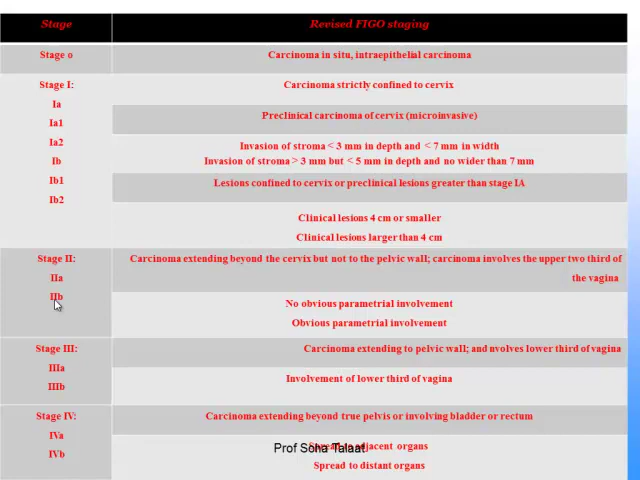 Stage Revised FIGO staging
Stage o Carcinoma in situ, intraepithelial carcinoma
Stage I: Carcinoma strictly confined to cervix
Ia
Preclinical carcinoma of cervix (microinvasive)
Ia1
Ia2 Invasion of stroma < 3 mm in depth and < 7 mm in width
Ib Invasion of stroma > 3 mm but < 5 mm in depth and no wider than 7 mm
Ib1 Lesions confined to cervix or preclinical lesions greater than stage IA
Ib2
Clinical lesions 4 cm or smaller
Clinical lesions larger than 4 cm
Stage II: Carcinoma extending beyond the cervix but not to the pelvic wall; carcinoma involves the upper two third of
IIa the vagina
IIb
No obvious parametrial involvement
Obvious parametrial involvement
Stage III: Carcinoma extending to pelvic wall; and nvolves lower third of vagina
IIIa
IIIb Involvement of lower third of vagina
Stage IV: Carcinoma extending beyond true pelvis or involving bladder or rectum
IVa
Spread to adjacent organs
Prof Soha Talaat
IVb
Spread to distant organs